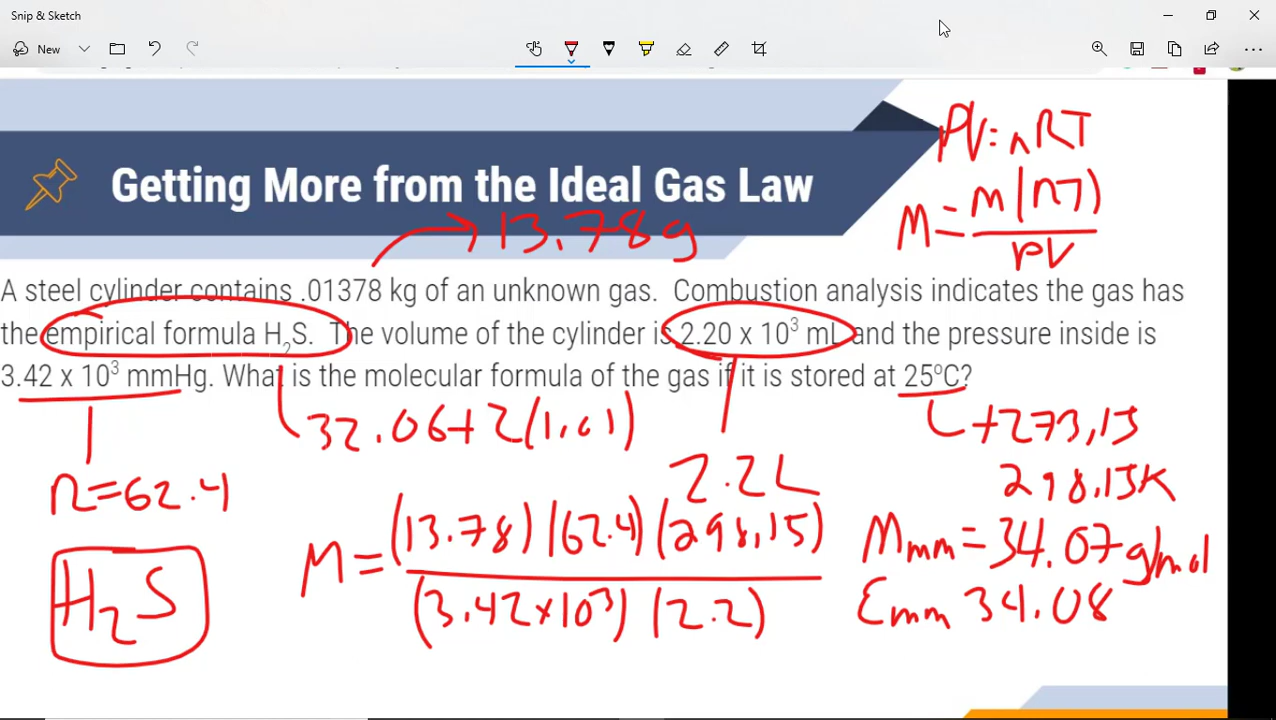 Snip & Sketch
New
PV=nRT
Getting More from the Ideal Gas Law
M = m(RT)
PV
13.78g
A steel cylinder contains .01378 kg of an unknown gas. Combustion analysis indicates the gas has
the empirical formula H₂S. The volume of the cylinder is 2.20 x 10³ mL and the pressure inside is
3.42 x 10³ mmHg. What is the molecular formula of the gas if it is stored at 25⁰C?
32.06+2(1.01)
+273.15
R=62.4
2.2L
298.15K
M= (13.78)(62.4)(298.15)
(3.42x10³)(2.2)
Mmm=34.07g/mol
Emm 34.08
H₂S